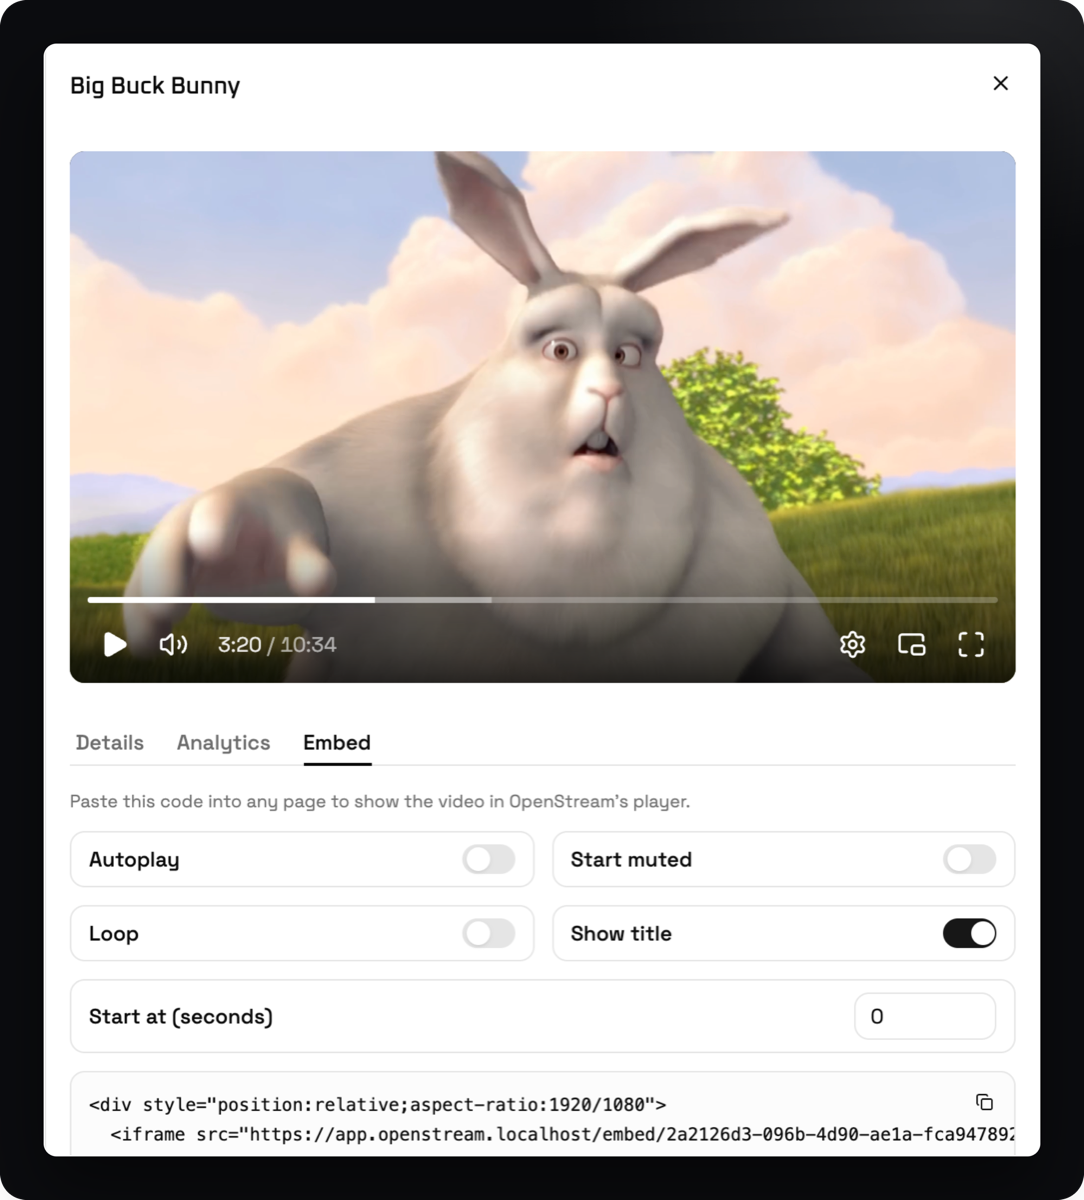 Big Buck Bunny
3:20 / 10:34
Details Analytics Embed
Paste this code into any page to show the video in OpenStream's player.
Autoplay Start muted
Loop Show title
Start at (seconds) 0
<div style="position:relative;aspect-ratio:1920/1080">
<iframe src="https://app.openstream.localhost/embed/2a2126d3-096b-4d90-ae1a-fca947892